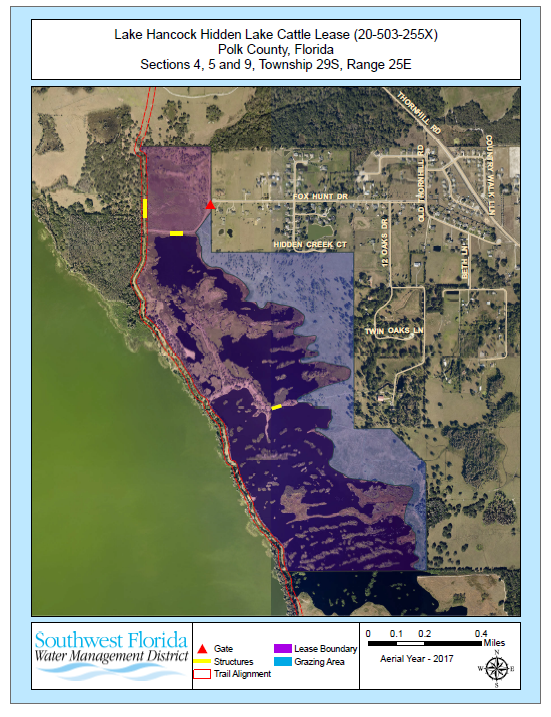 Lake Hancock Hidden Lake Cattle Lease (20-503-255X)
Polk County, Florida
Sections 4, 5 and 9, Township 29S, Range 25E
THORNHILL RD
COUNTRY WALK LN
OLD THORNHILL RD
FOX HUNT DR
12 OAKS DR
HIDDEN CREEK CT
BETH LN
TWIN OAKS LN
Southwest Florida
Water Management District
Gate
Structures
Trail Alignment
Lease Boundary
Grazing Area
0 0.1 0.2 0.4
Miles
Aerial Year - 2017
N
W E
S